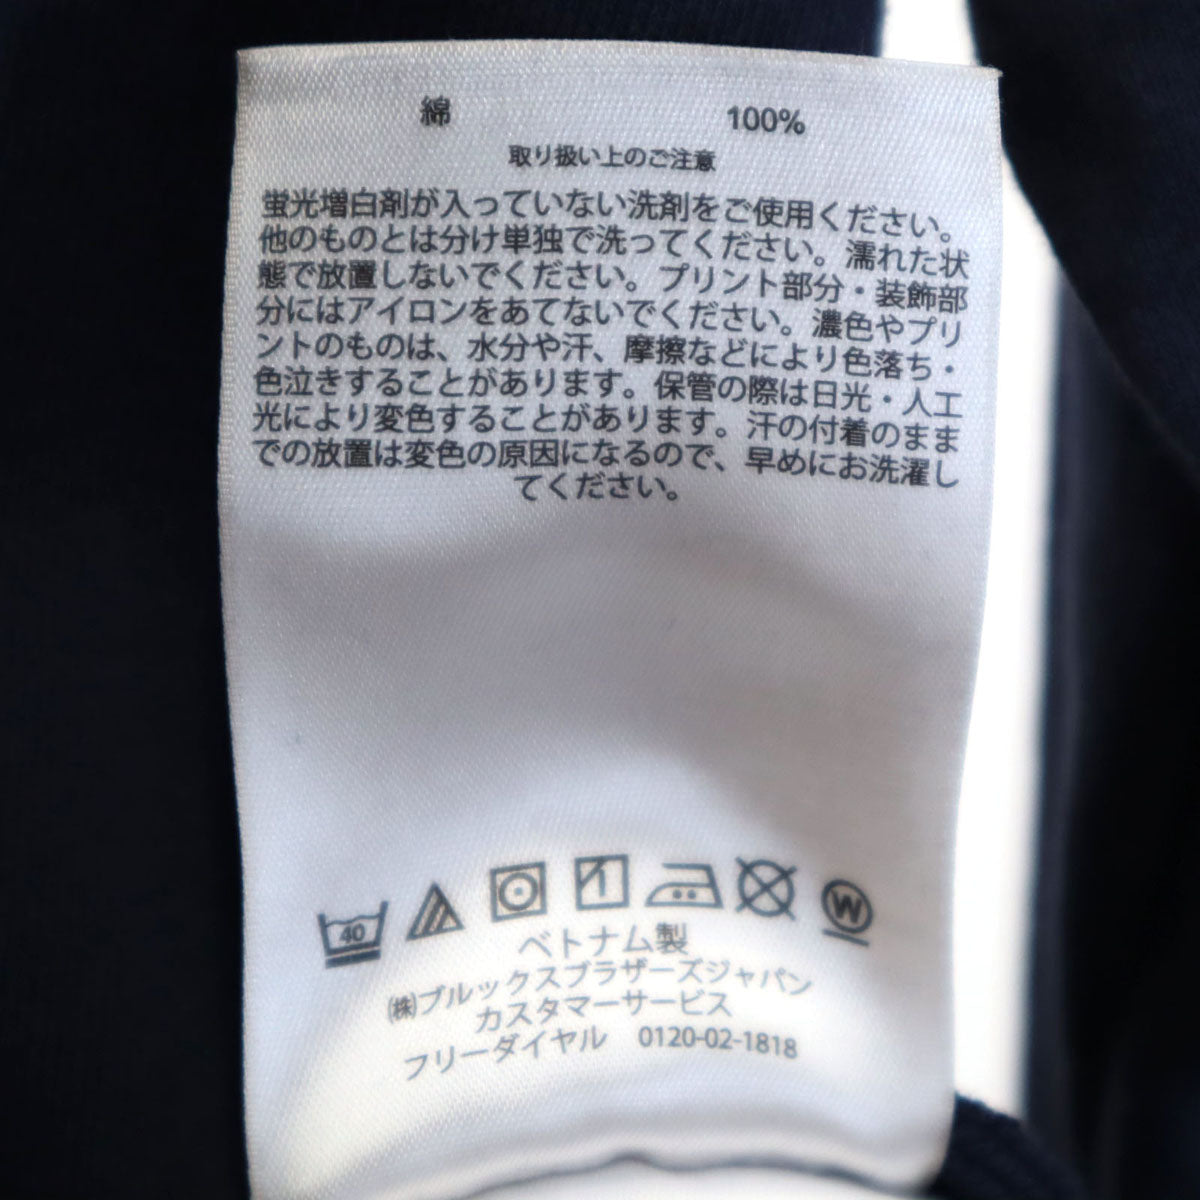 綿 100%
取り扱い上のご注意
蛍光増白剤が入っていない洗剤をご使用ください。
他のものとは分け単独で洗ってください。濡れた状
態で放置しないでください。プリント部分・装飾部
分にはアイロンをあてないでください。濃色やプリ
ントのものは、水分や汗、摩擦などにより色落ち・
色泣きすることがあります。保管の際は日光・人工
光により変色することがあります。汗の付着のまま
での放置は変色の原因になるので、早めにお洗濯し
てください。
40 W
ベトナム製
㈱ブルックスブラザーズジャパン
カスタマーサービス
フリーダイヤル 0120-02-1818